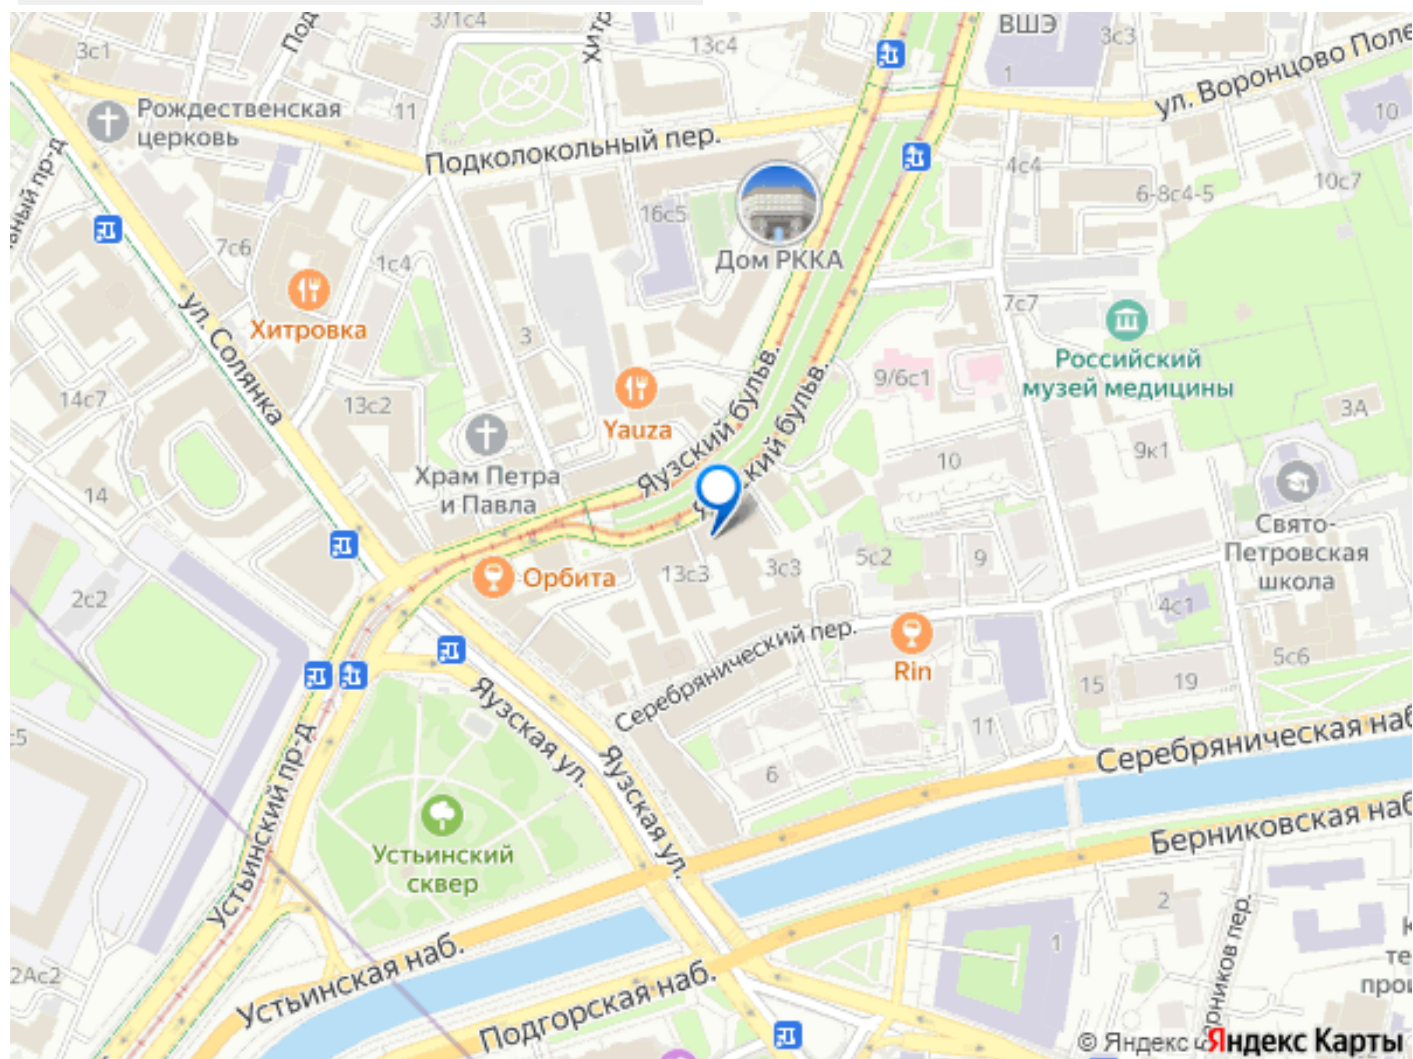 3/1с4
13с4
ВШЭ
3с3
3с1
1
ул. Воронцово Поле
Рождественская
церковь
11
10
Подколокольный пер.
4с4
10с7
6-8с4-5
16с5
7с6
Дом РККА
1с4
7с7
ул. Солянка
Хитровка
3
Российский
музей медицины
9/6с1
14с7
13с2
3А
Yauza
Яузский бульв.
9к1
10
Храм Петра
и Павла
14
Свято-
Петровская
школа
Орбита
13с3
3с3
5с2
9
2с2
4с1
Серебрянический пер.
Rin
5с6
15
19
Яузская ул.
Яузская ул.
11
6
Серебряническая наб
Устьинский пр-д
Берниковская наб
Устьинский
сквер
2
1
Устьинская наб.
Подгорская наб.
2Ас2
© Яндекс
Яндекс Карты